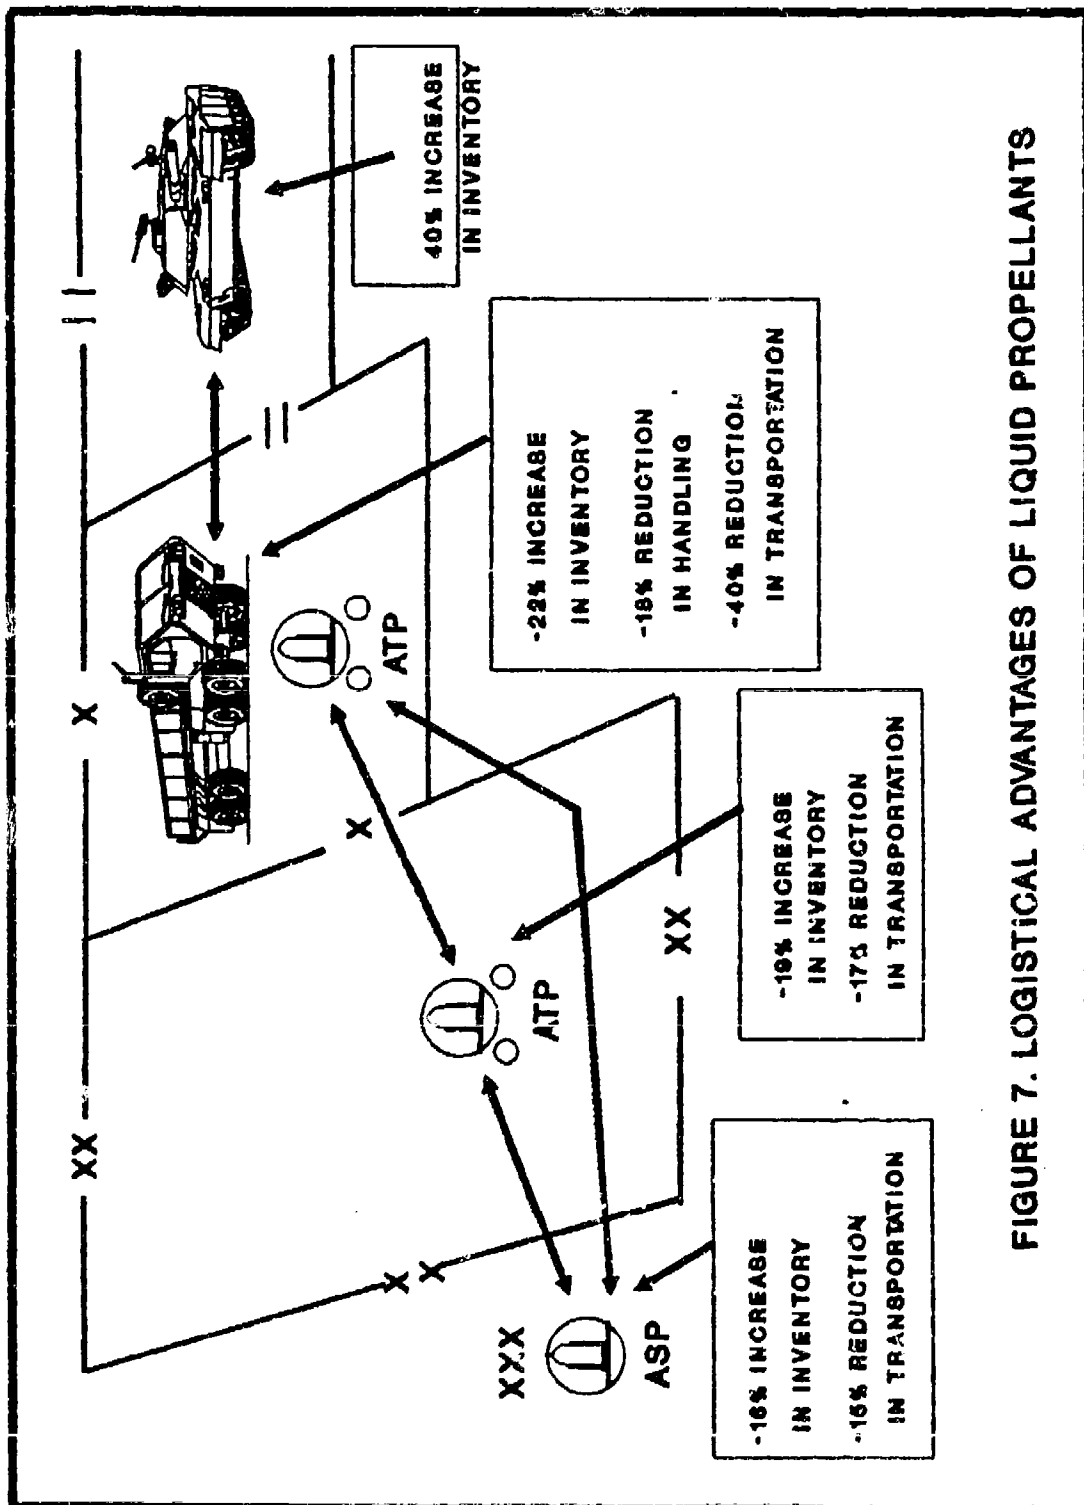 XX
X
||
40% INCREASE
IN INVENTORY
||
ATP
X
-22% INCREASE
IN INVENTORY
-18% REDUCTION
IN HANDLING
-40% REDUCTION
IN TRANSPORTATION
ATP
XX
XX
-19% INCREASE
IN INVENTORY
-17% REDUCTION
IN TRANSPORTATION
XXX
ASP
-16% INCREASE
IN INVENTORY
-15% REDUCTION
IN TRANSPORTATION
FIGURE 7. LOGISTICAL ADVANTAGES OF LIQUID PROPELLANTS